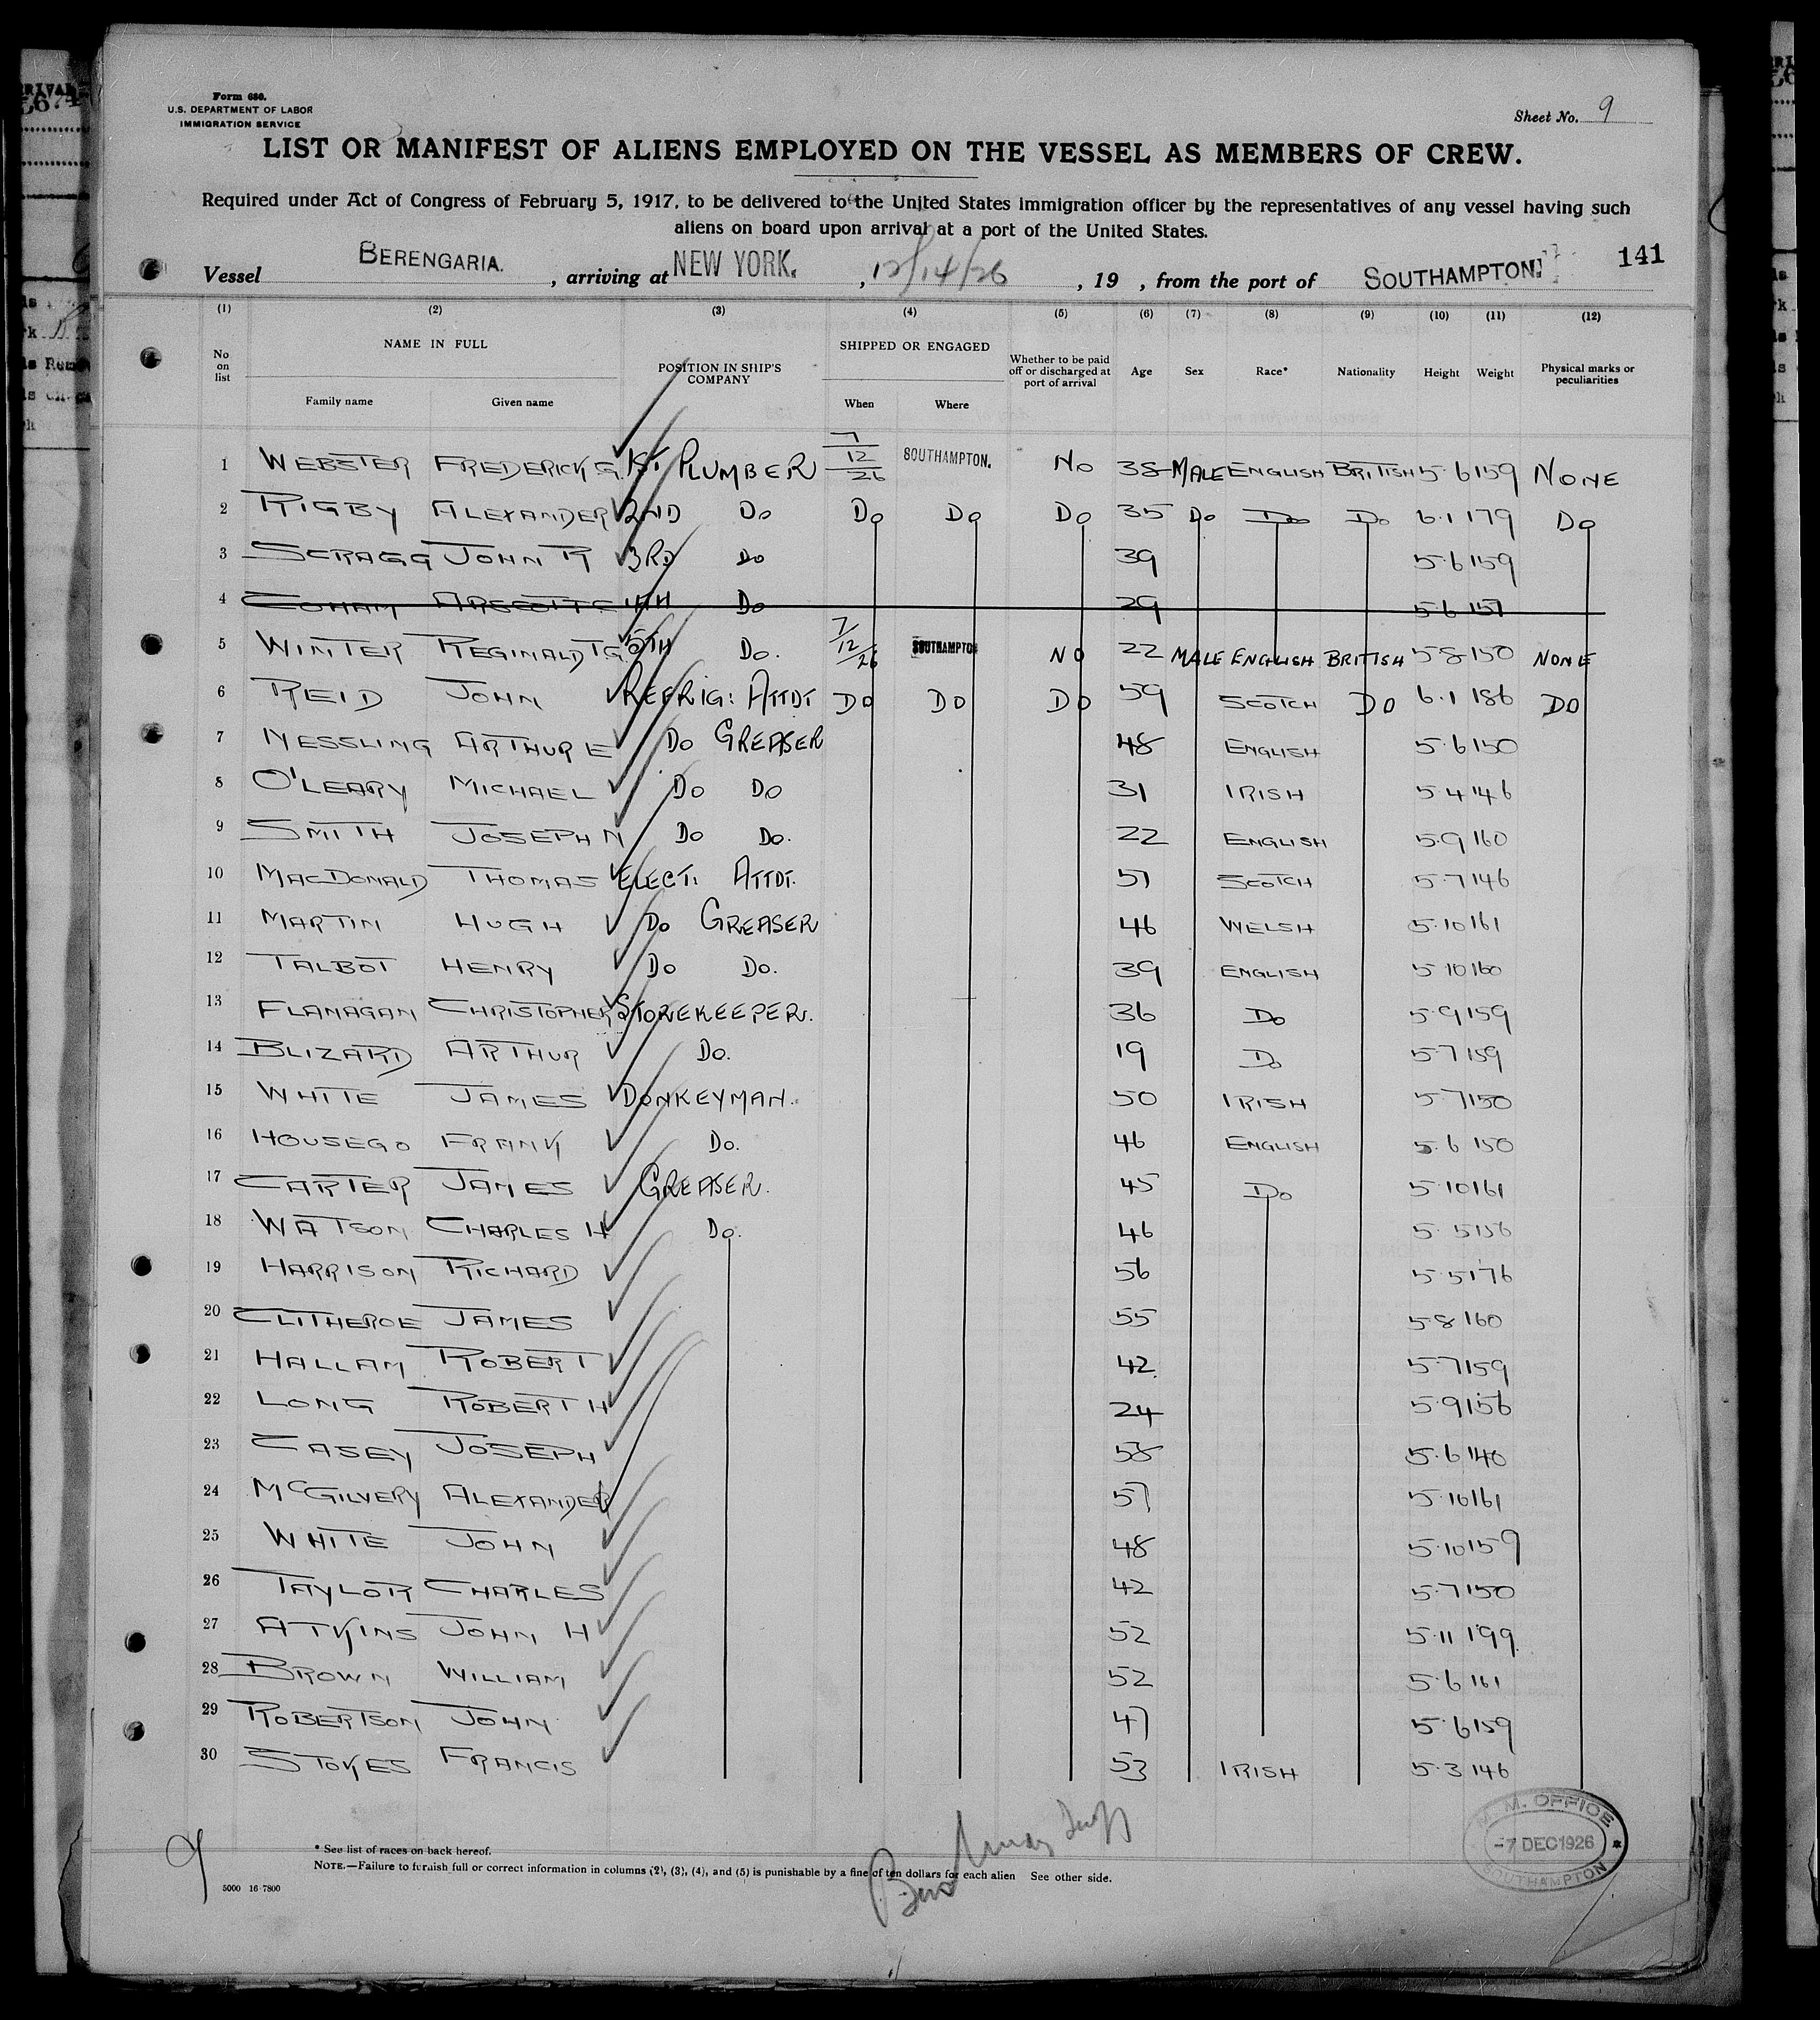 Form 680.
U.S. DEPARTMENT OF LABOR
IMMIGRATION SERVICE
Sheet No. 9
LIST OR MANIFEST OF ALIENS EMPLOYED ON THE VESSEL AS MEMBERS OF CREW.
Required under Act of Congress of February 5, 1917, to be delivered to the United States immigration officer by the representatives of any vessel having such
aliens on board upon arrival at a port of the United States.
141
Vessel BERENGARIA. , arriving at NEW YORK. , 12/14/26 , 19 , from the port of SOUTHAMPTON.
(1) (2) (3) (4) (5) (6) (7) (8) (9) (10) (11) (12)
No on list NAME IN FULL POSITION IN SHIP'S COMPANY SHIPPED OR ENGAGED Whether to be paid off or discharged at port of arrival Age Sex Race* Nationality Height Weight Physical marks or peculiarities
Family name Given name When Where
1 WEBSTER FREDERICK G. 1ST PLUMBER 7/12/26 SOUTHAMPTON. NO 38 MALE ENGLISH BRITISH 5.6 159 NONE
2 RIGBY ALEXANDER 2ND DO DO DO DO 35 DO DO DO 6.1 179 DO
3 SCRAGG JOHN R 3RD DO 39 5.6 159
4 4TH DO 29 5.6 157
5 WINTER REGINALD T G. 5TH DO. 7/12/26 SOUTHAMPTON NO 22 MALE ENGLISH BRITISH 5.8 150 NONE
6 REID JOHN REFRIG: ATTDT DO DO DO 59 SCOTCH DO 6.1 186 DO
7 NESSLING ARTHUR E DO GREASER 48 ENGLISH 5.6 150
8 O'LEARY MICHAEL DO DO 31 IRISH 5.4 146
9 SMITH JOSEPH N DO DO. 22 ENGLISH 5.9 160
10 MACDONALD THOMAS ELECT: ATTDT. 51 SCOTCH 5.7 146
11 MARTIN HUGH DO GREASER 46 WELSH 5.10 161
12 TALBOT HENRY DO DO. 39 ENGLISH 5 10 160
13 FLANAGAN CHRISTOPHER STOREKEEPER. 36 DO 5.9 159
14 BLIZARD ARTHUR DO. 19 DO 5.7 159
15 WHITE JAMES DONKEYMAN. 50 IRISH 5.7 150
16 HOUSEGO FRANK DO. 46 ENGLISH 5.6 150
17 CARTER JAMES GREASER. 45 DO 5.10 161
18 WATSON CHARLES H DO. 46 5. 5 156
19 HARRISON RICHARD 56 5.5 176
20 CLITHEROE JAMES 55 5.8 160
21 HALLAM ROBERT 42. 5.7 159
22 LONG ROBERT H 24 5.9 156
23 CASEY JOSEPH 58 5.6 140
24 MCGILVERY ALEXANDER 57 5.10 161
25 WHITE JOHN 48 5.10 159
26 TAYLOR CHARLES 42 5.7 150
27 ATKINS JOHN H 52 5.11 199.
28 BROWN WILLIAM 52 5.6 161
29 ROBERTSON JOHN 47 5.6 159
30 STOKES FRANCIS 53 IRISH 5.3 146
9
* See list of races on back hereof.
NOTE.—Failure to furnish full or correct information in columns (2), (3), (4), and (5) is punishable by a fine of ten dollars for each alien See other side.
5000 16-7800
M. M. OFFICE
-7 DEC 1926
SOUTHAMPTON